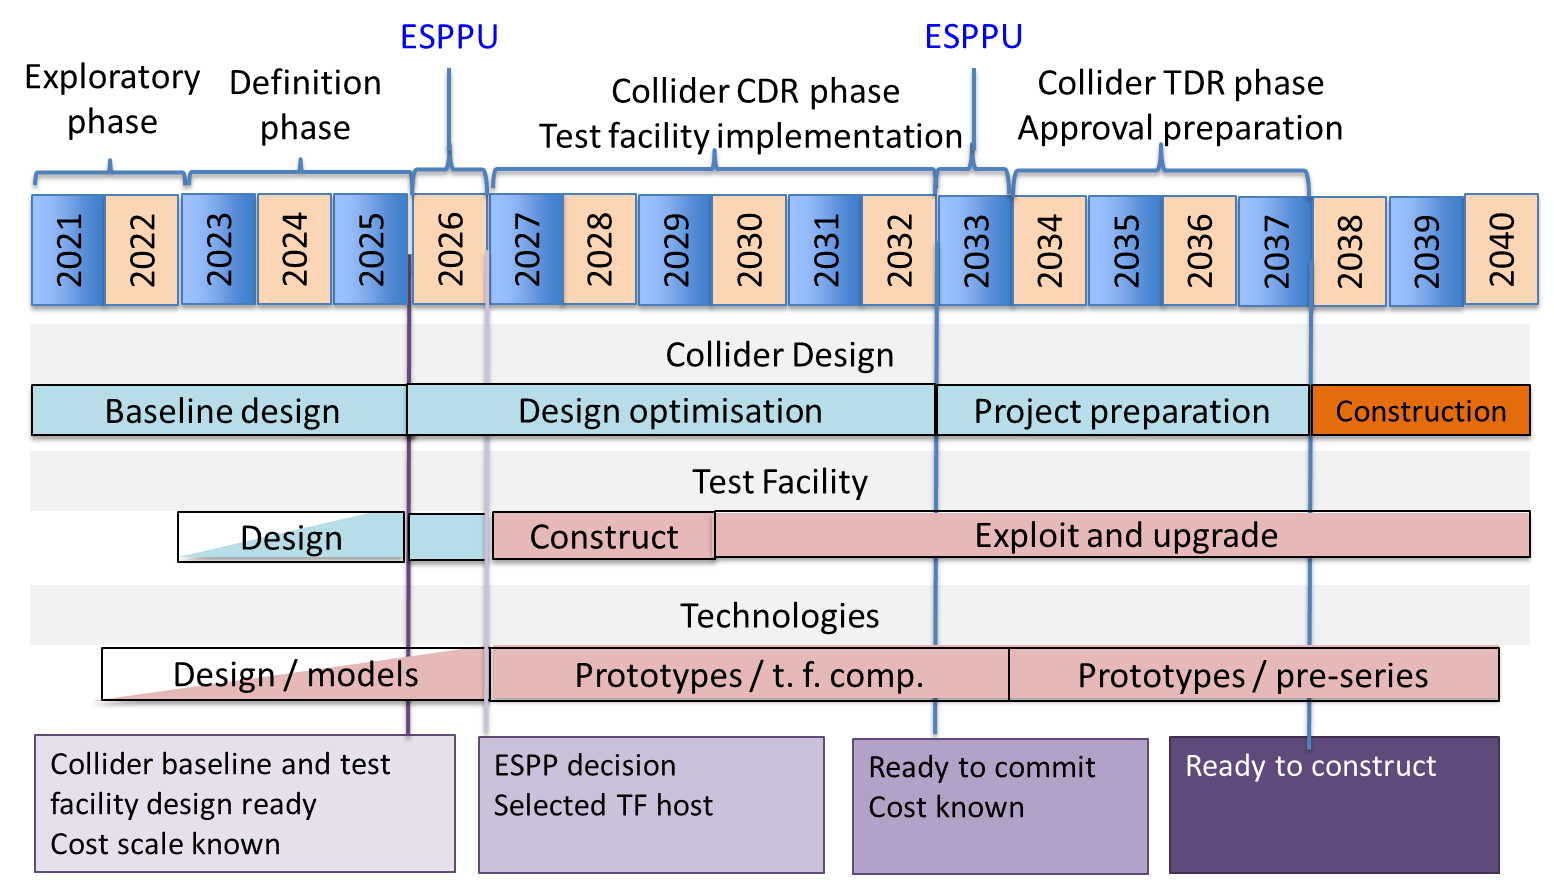 ESPPU
ESPPU
Exploratory
phase
Definition
phase
Collider CDR phase
Test facility implementation
Collider TDR phase
Approval preparation
2021
2022
2023
2024
2025
2026
2027
2028
2029
2030
2031
2032
2033
2034
2035
2036
2037
2038
2039
2040
Collider Design
Baseline design
Design optimisation
Project preparation
Construction
Test Facility
Design
Construct
Exploit and upgrade
Technologies
Design / models
Prototypes / t. f. comp.
Prototypes / pre-series
Collider baseline and test
facility design ready
Cost scale known
ESPP decision
Selected TF host
Ready to commit
Cost known
Ready to construct